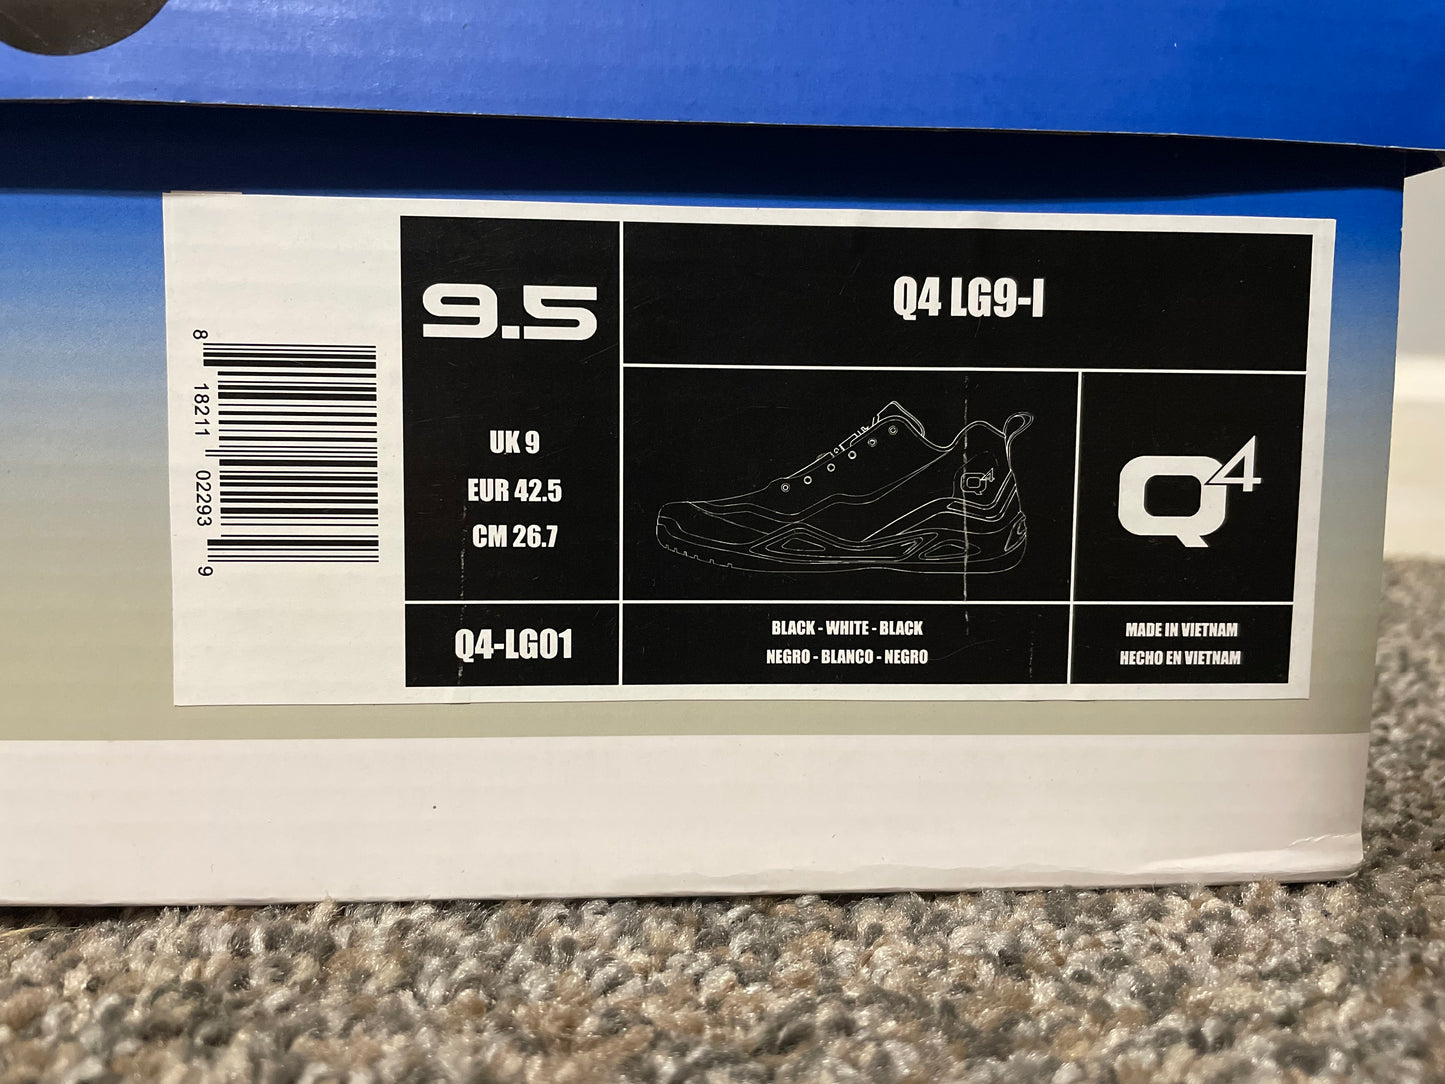 8
18211
02293
9
9.5
UK 9
EUR 42.5
CM 26.7
Q4-LG01
Q4 LG9-I
Q4
BLACK - WHITE - BLACK
NEGRO - BLANCO - NEGRO
Q4
MADE IN VIETNAM
HECHO EN VIETNAM